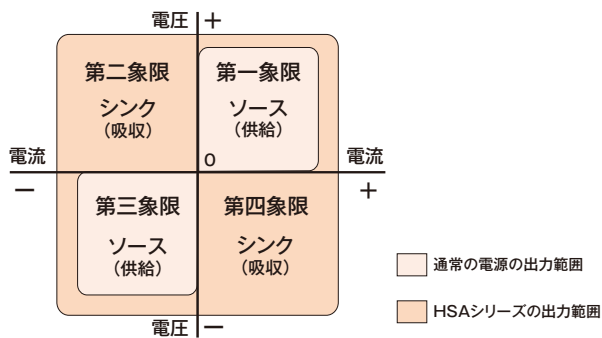 電圧 +
第二象限
シンク
（吸収）
第一象限
ソース
（供給）
電流
−
0
電流
+
第三象限
ソース
（供給）
第四象限
シンク
（吸収）
電圧 −
通常の電源の出力範囲
HSAシリーズの出力範囲